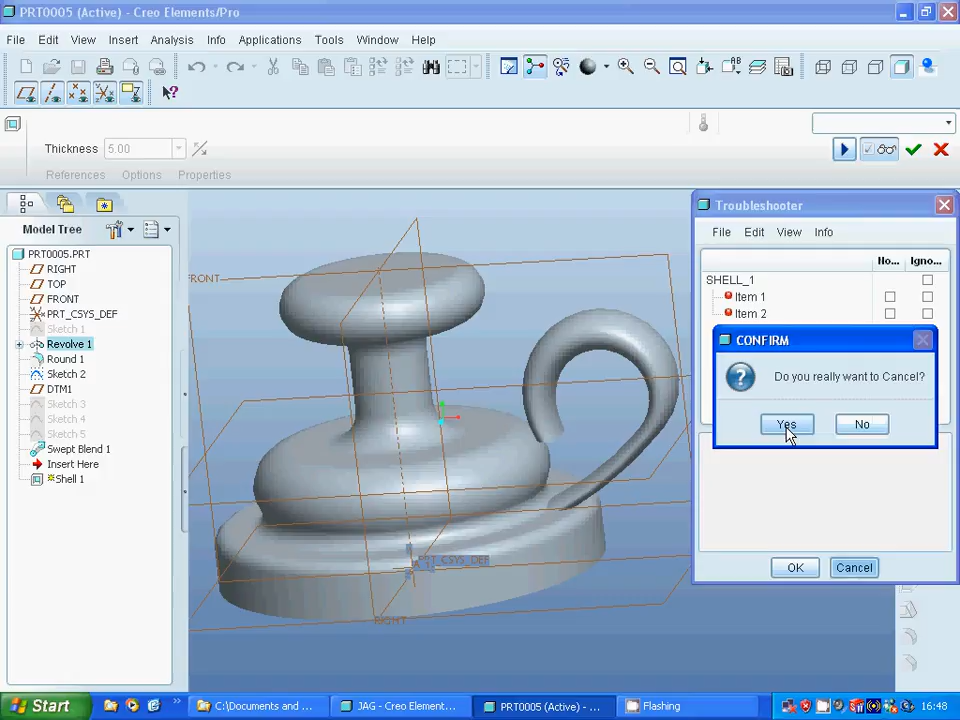 PRT0005 (Active) - Creo Elements/Pro
File Edit View Insert Analysis Info Applications Tools Window Help
Thickness 5.00
References Options Properties
Model Tree
PRT0005.PRT
RIGHT
TOP
FRONT
PRT_CSYS_DEF
Sketch 1
Revolve 1
Round 1
Sketch 2
DTM1
Sketch 3
Sketch 4
Sketch 5
Swept Blend 1
Insert Here
Shell 1
FRONT
PRT_CSYS_DEF
RIGHT
Troubleshooter
File Edit View Info
No... Igno...
SHELL_1
Item 1
Item 2
CONFIRM
Do you really want to Cancel?
Yes No
OK Cancel
Start
C:\Documents and ...
JAG - Creo Element...
PRT0005 (Active) - ...
Flashing
16:48